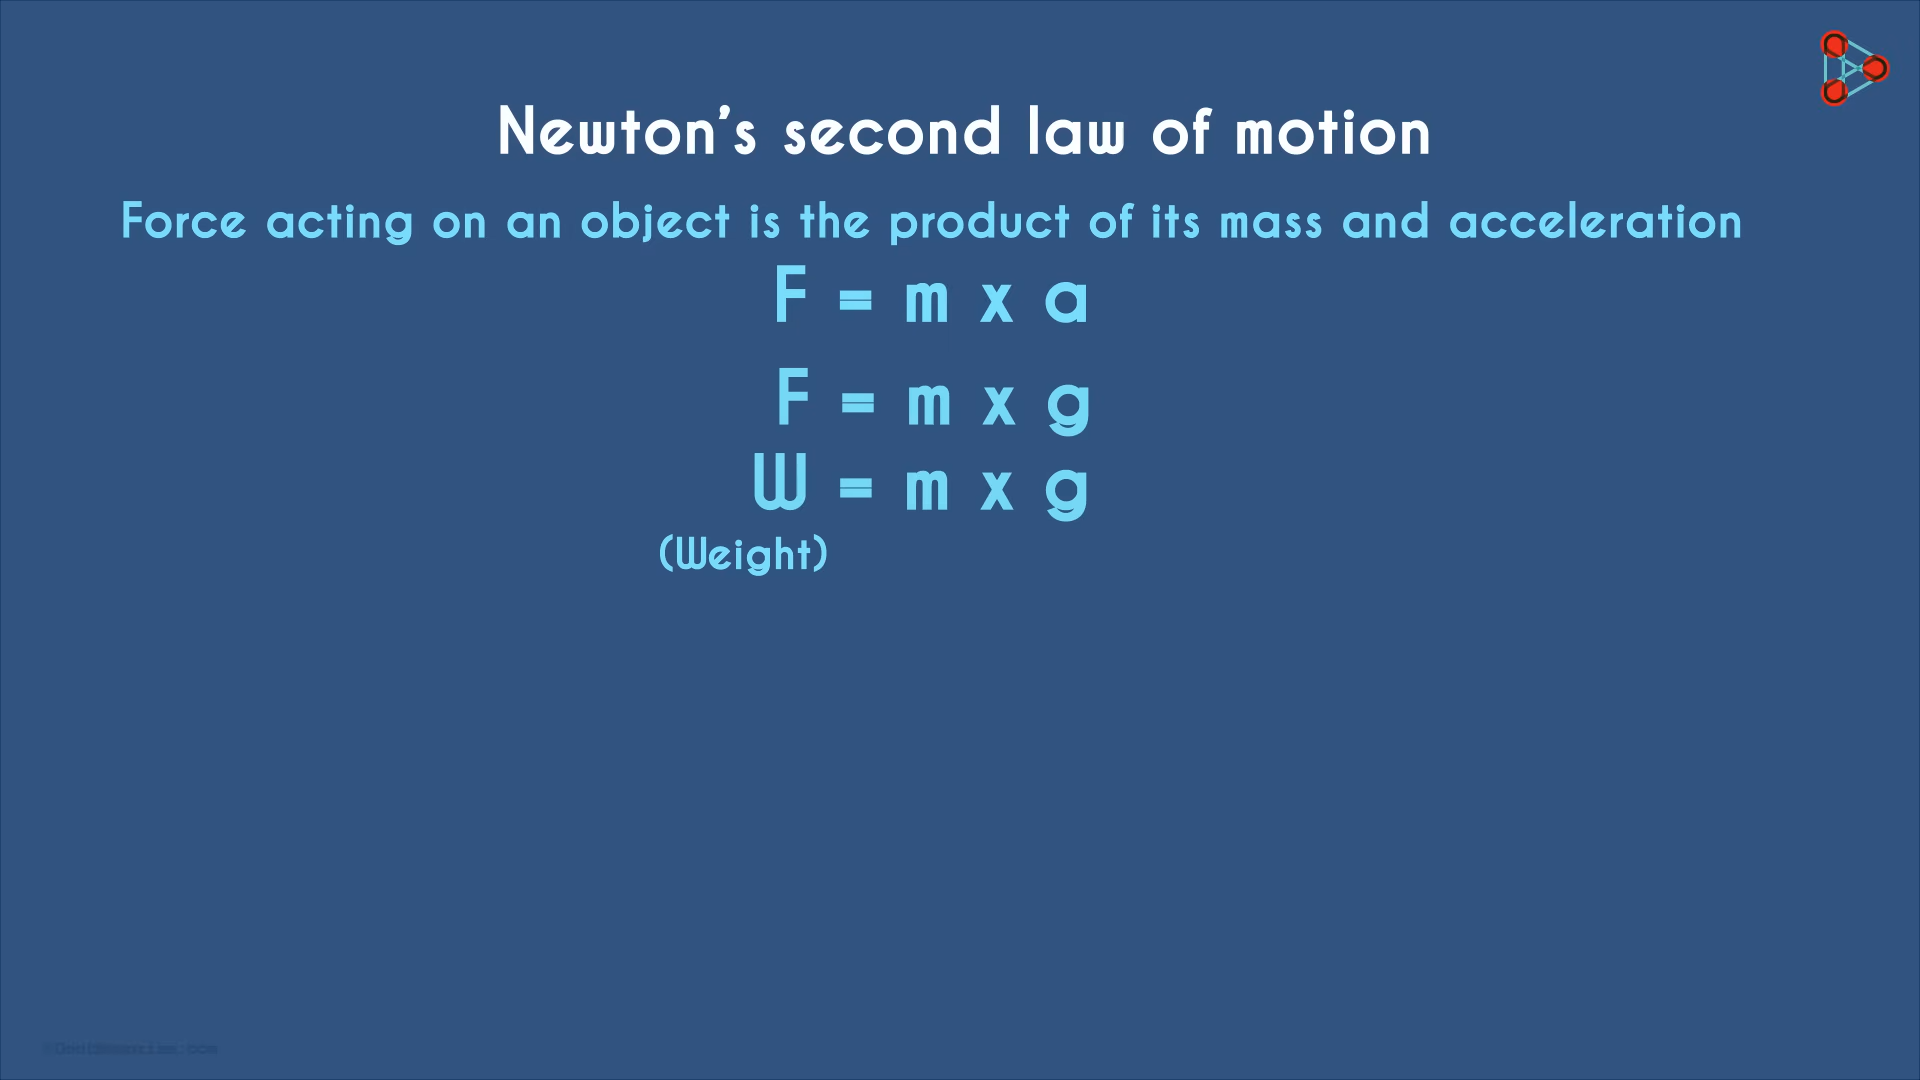 Newton's second law of motion
Force acting on an object is the product of its mass and acceleration
F = m x a
F = m x g
W = m x g
(Weight)